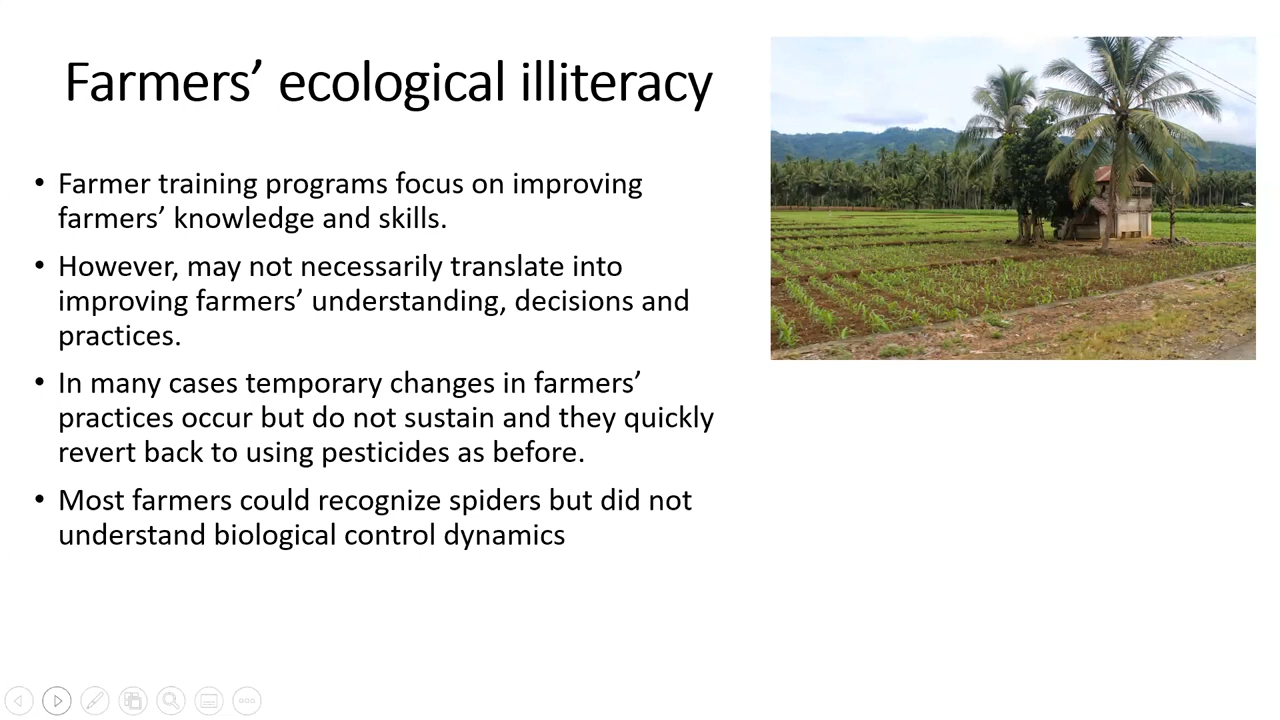 Farmers’ ecological illiteracy
• Farmer training programs focus on improving
farmers’ knowledge and skills.
• However, may not necessarily translate into
improving farmers’ understanding, decisions and
practices.
• In many cases temporary changes in farmers’
practices occur but do not sustain and they quickly
revert back to using pesticides as before.
• Most farmers could recognize spiders but did not
understand biological control dynamics